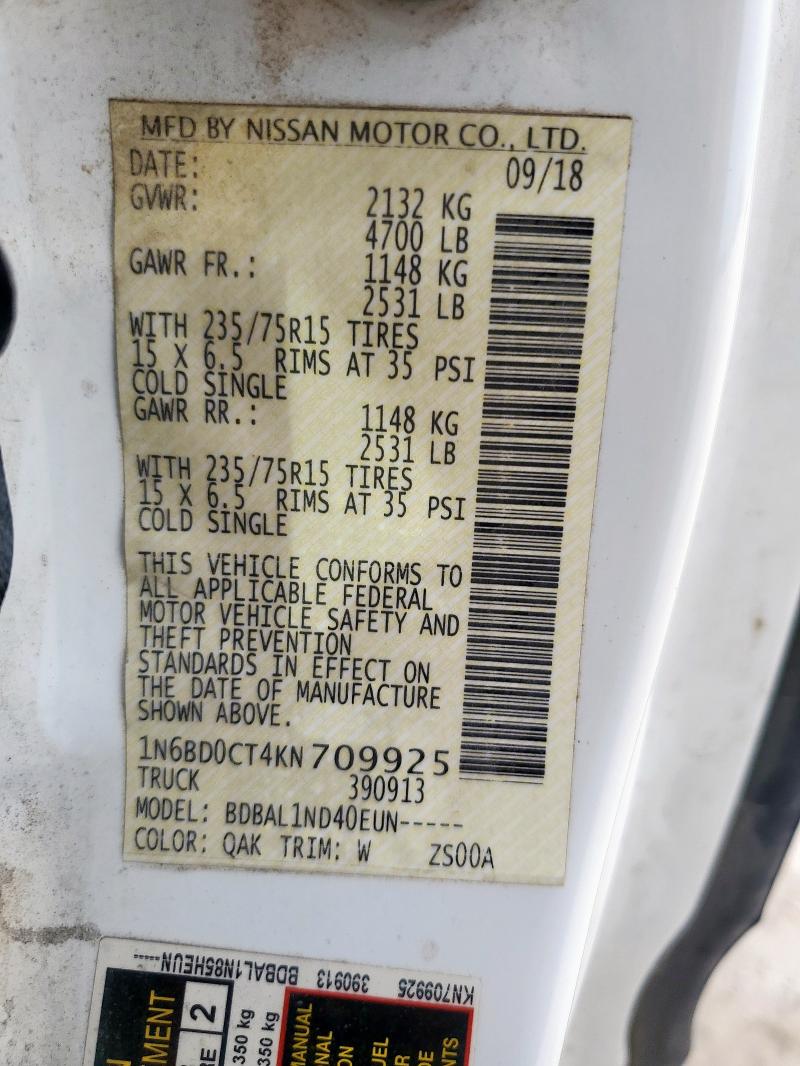 MFD BY NISSAN MOTOR CO., LTD.
DATE: 09/18
GVWR: 2132 KG
4700 LB
GAWR FR.: 1148 KG
2531 LB
WITH 235/75R15 TIRES
15 X 6.5 RIMS AT 35 PSI
COLD SINGLE
GAWR RR.: 1148 KG
2531 LB
WITH 235/75R15 TIRES
15 X 6.5 RIMS AT 35 PSI
COLD SINGLE
THIS VEHICLE CONFORMS TO
ALL APPLICABLE FEDERAL
MOTOR VEHICLE SAFETY AND
THEFT PREVENTION
STANDARDS IN EFFECT ON
THE DATE OF MANUFACTURE
SHOWN ABOVE.
1N6BD0CT4KN709925
TRUCK 390913
MODEL: BDBAL1ND40EUN-----
COLOR: QAK TRIM: W ZS00A
KN709925 390913 BDBAL1N85HEUN-----
2
350 kg
350 kg
MANUAL